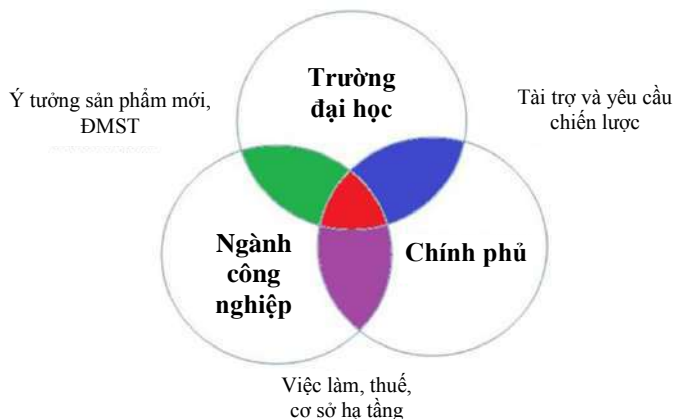 Trường
đại học
Ý tưởng sản phẩm mới,
ĐMST
Tài trợ và yêu cầu
chiến lược
Ngành
công
nghiệp
Chính phủ
Việc làm, thuế,
cơ sở hạ tầng